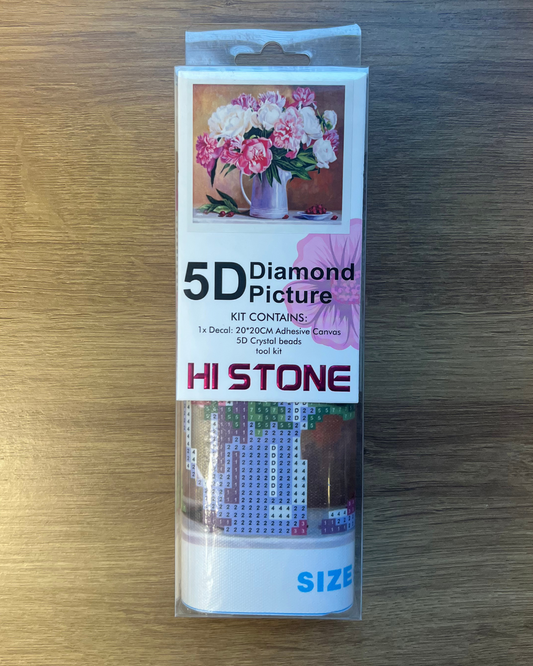 5D Diamond
Picture
KIT CONTAINS:
1x Decal: 20*20CM Adhesive Canvas
5D Crystal beads
tool kit
HI STONE
SIZE